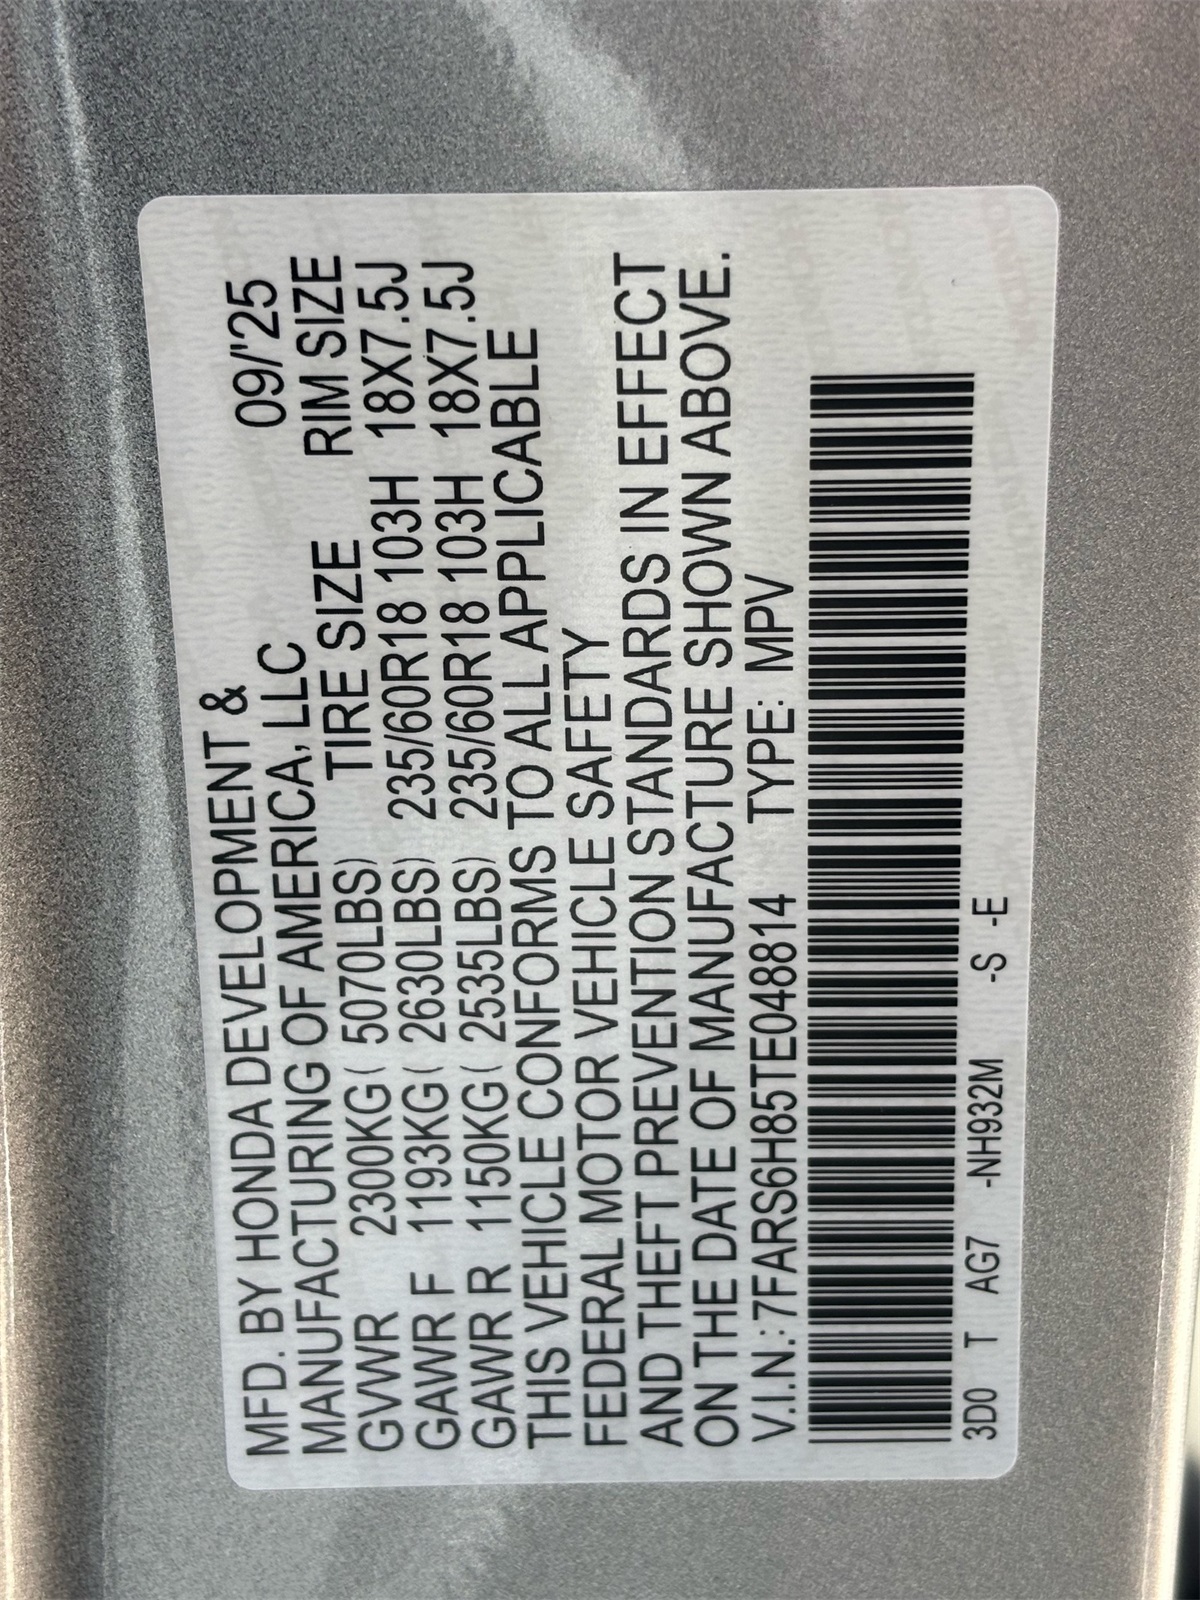 MFD. BY HONDA DEVELOPMENT & 09/'25
MANUFACTURING OF AMERICA, LLC
TIRE SIZE RIM SIZE
GVWR 2300KG( 5070LBS)
GAWR F 1193KG( 2630LBS) 235/60R18 103H 18X7.5J
GAWR R 1150KG( 2535LBS) 235/60R18 103H 18X7.5J
THIS VEHICLE CONFORMS TO ALL APPLICABLE
FEDERAL MOTOR VEHICLE SAFETY
AND THEFT PREVENTION STANDARDS IN EFFECT
ON THE DATE OF MANUFACTURE SHOWN ABOVE.
V.I.N.:7FARS6H85TE048814 TYPE: MPV
3D0 T AG7 -NH932M -S -E